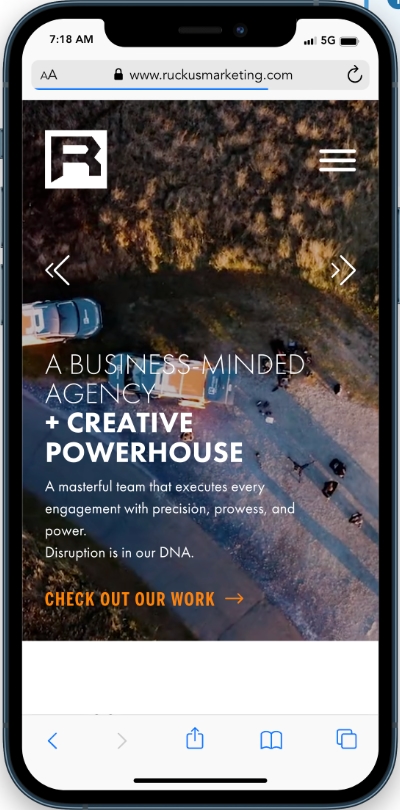 7:18 AM
5G
AA
www.ruckusmarketing.com
R
A BUSINESS-MINDED
AGENCY
+ CREATIVE
POWERHOUSE
A masterful team that executes every
engagement with precision, prowess, and
power.
Disruption is in our DNA.
CHECK OUT OUR WORK